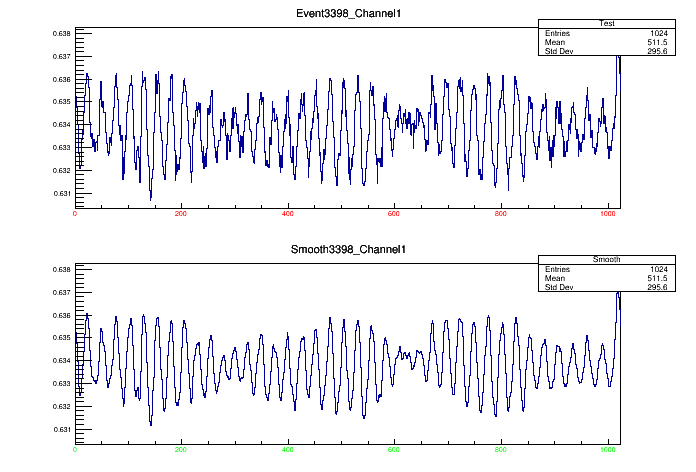 Event3398_Channel1
Test
Entries 1024
Mean 511.5
Std Dev 295.6
0.638
0.637
0.636
0.635
0.634
0.633
0.632
0.631
0 200 400 600 800 1000
Smooth3398_Channel1
Smooth
Entries 1024
Mean 511.5
Std Dev 295.6
0.638
0.637
0.636
0.635
0.634
0.633
0.632
0.631
0 200 400 600 800 1000